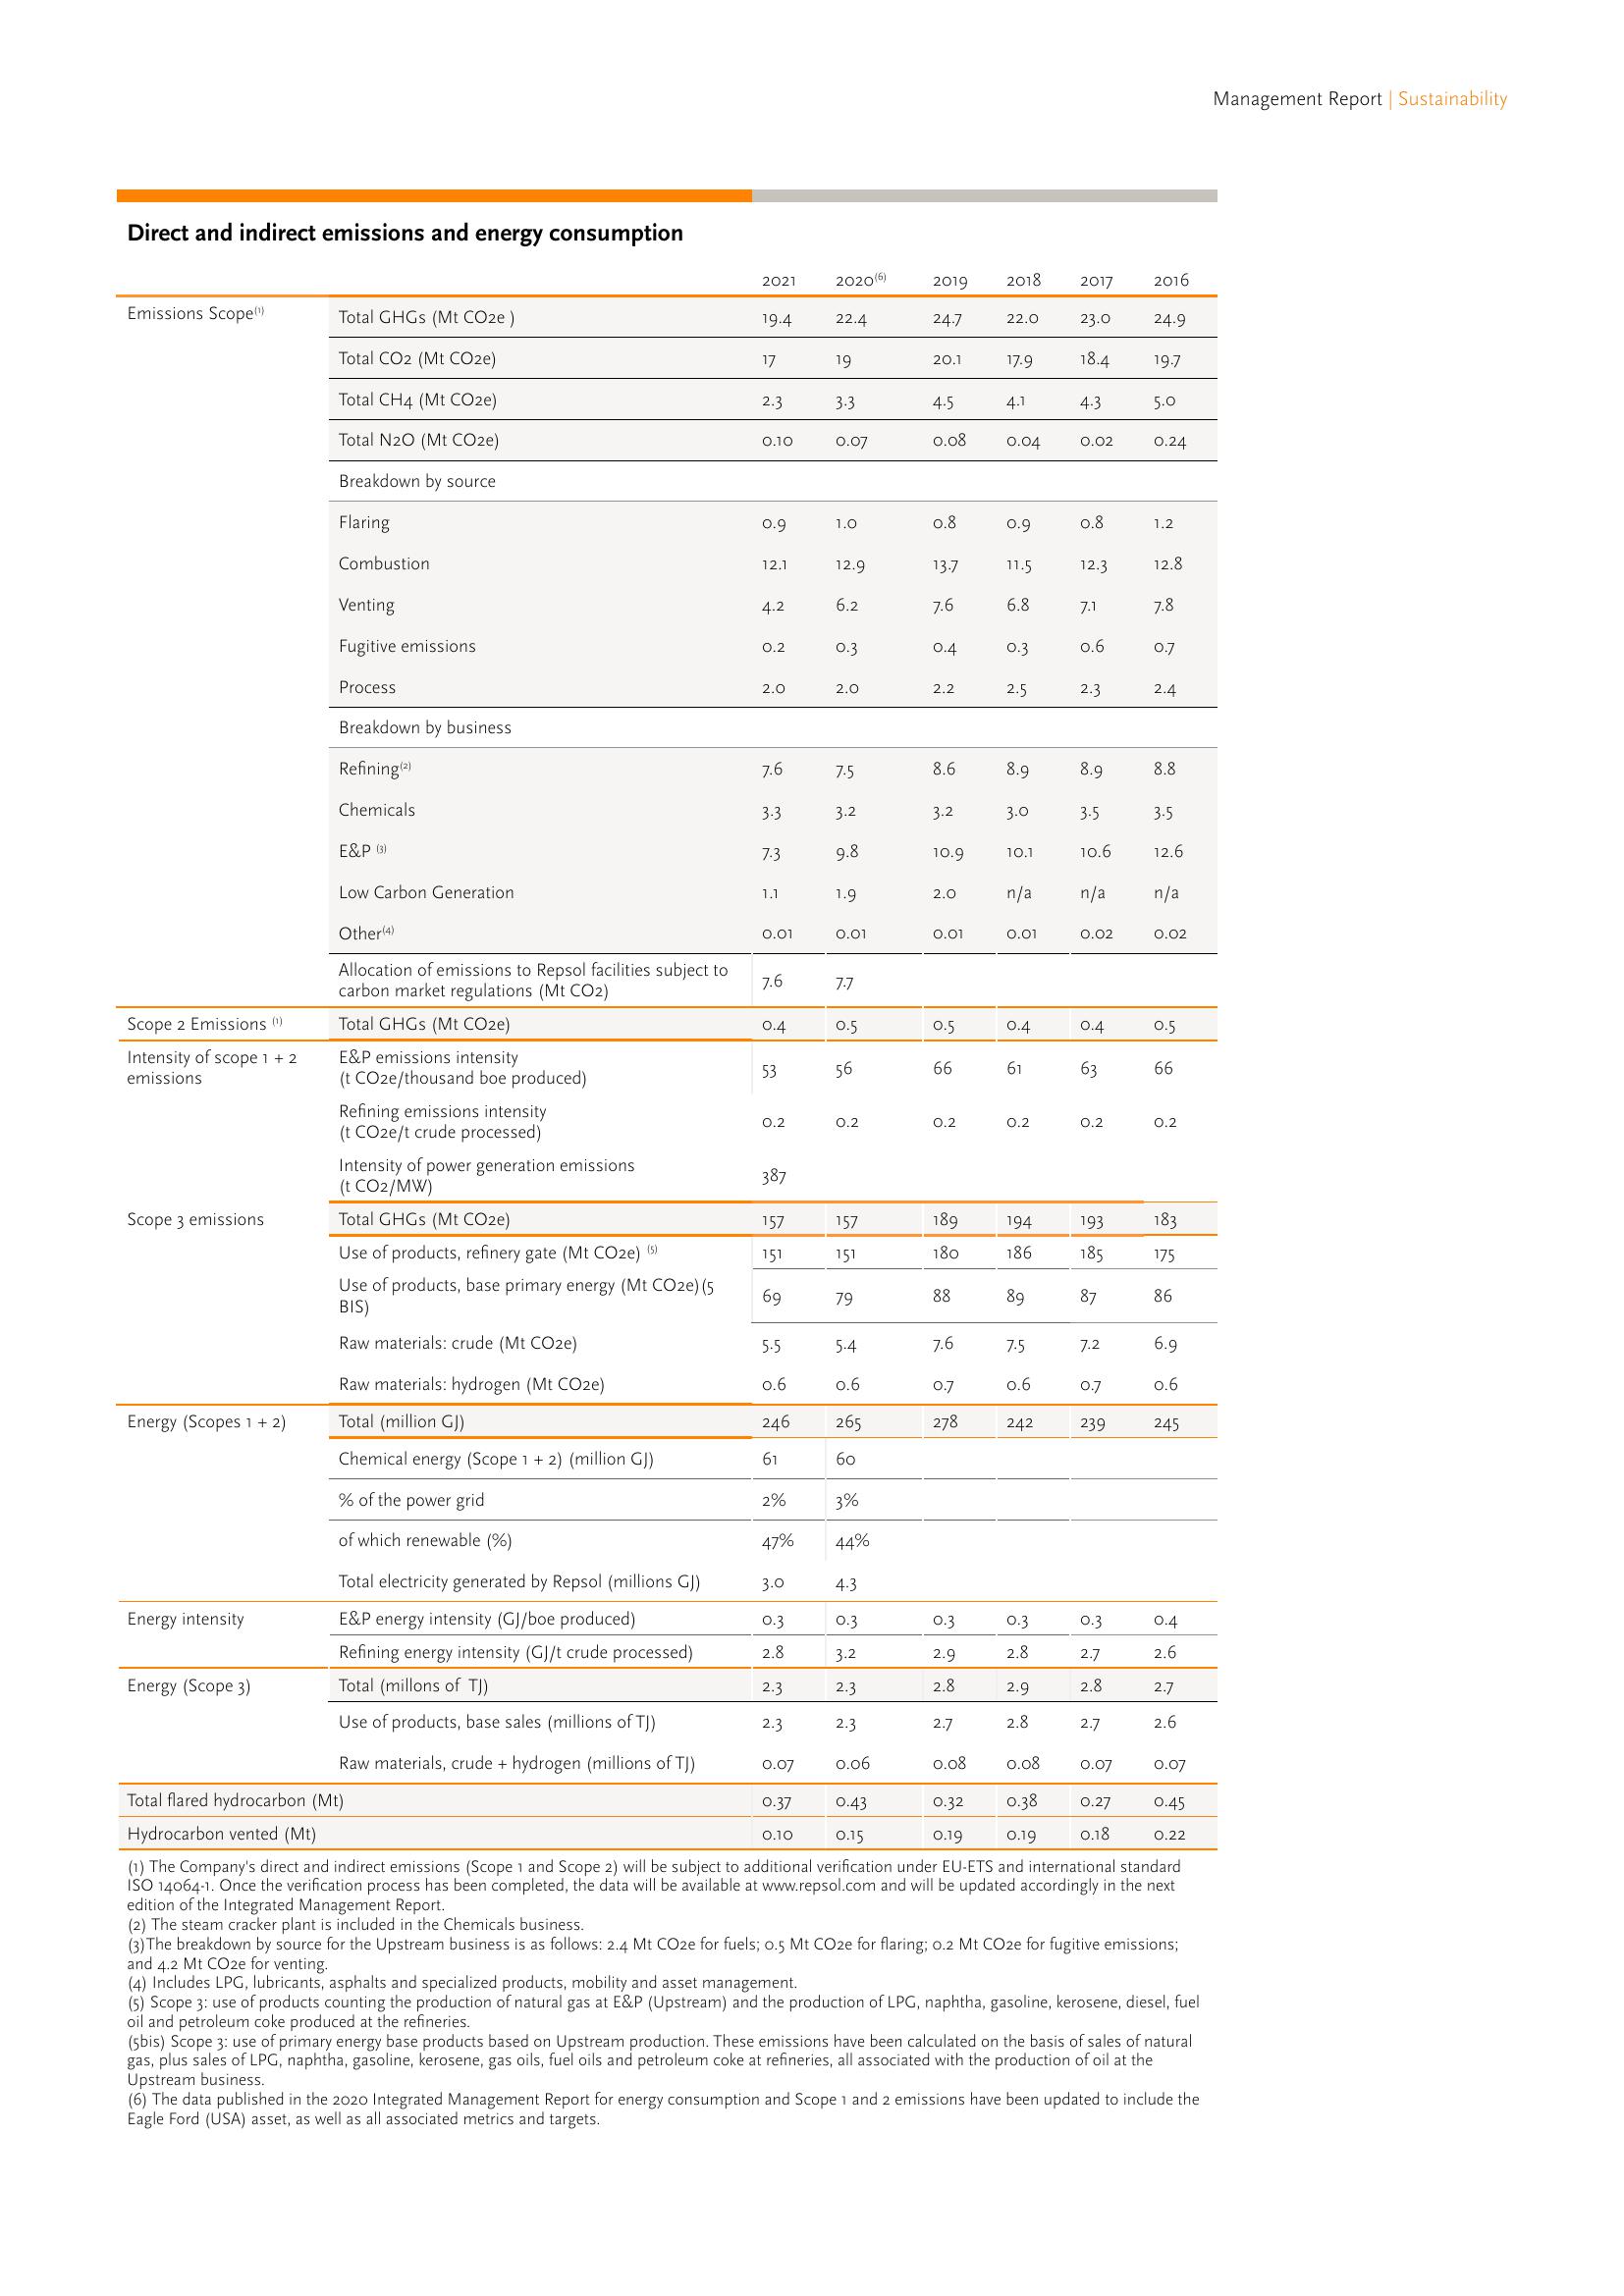 Management Report | Sustainability
Direct and indirect emissions and energy consumption
2021 2020(6) 2019 2018 2017 2016
Emissions Scope(1) Total GHGs (Mt CO2e ) 19.4 22.4 24.7 22.0 23.0 24.9
Total CO2 (Mt CO2e) 17 19 20.1 17.9 18.4 19.7
Total CH4 (Mt CO2e) 2.3 3.3 4.5 4.1 4.3 5.0
Total N2O (Mt CO2e) 0.10 0.07 0.08 0.04 0.02 0.24
Breakdown by source
Flaring 0.9 1.0 0.8 0.9 0.8 1.2
Combustion 12.1 12.9 13.7 11.5 12.3 12.8
Venting 4.2 6.2 7.6 6.8 7.1 7.8
Fugitive emissions 0.2 0.3 0.4 0.3 0.6 0.7
Process 2.0 2.0 2.2 2.5 2.3 2.4
Breakdown by business
Refining(2) 7.6 7.5 8.6 8.9 8.9 8.8
Chemicals 3.3 3.2 3.2 3.0 3.5 3.5
E&P (3) 7.3 9.8 10.9 10.1 10.6 12.6
Low Carbon Generation 1.1 1.9 2.0 n/a n/a n/a
Other(4) 0.01 0.01 0.01 0.01 0.02 0.02
Allocation of emissions to Repsol facilities subject to
carbon market regulations (Mt CO2) 7.6 7.7
Scope 2 Emissions (1) Total GHGs (Mt CO2e) 0.4 0.5 0.5 0.4 0.4 0.5
Intensity of scope 1 + 2
emissions
E&P emissions intensity
(t CO2e/thousand boe produced) 53 56 66 61 63 66
Refining emissions intensity
(t CO2e/t crude processed) 0.2 0.2 0.2 0.2 0.2 0.2
Intensity of power generation emissions
(t CO2/MW) 387
Scope 3 emissions Total GHGs (Mt CO2e) 157 157 189 194 193 183
Use of products, refinery gate (Mt CO2e) (5) 151 151 180 186 185 175
Use of products, base primary energy (Mt CO2e)(5
BIS) 69 79 88 89 87 86
Raw materials: crude (Mt CO2e) 5.5 5.4 7.6 7.5 7.2 6.9
Raw materials: hydrogen (Mt CO2e) 0.6 0.6 0.7 0.6 0.7 0.6
Energy (Scopes 1 + 2) Total (million GJ) 246 265 278 242 239 245
Chemical energy (Scope 1 + 2) (million GJ) 61 60
% of the power grid 2% 3%
of which renewable (%) 47% 44%
Total electricity generated by Repsol (millions GJ) 3.0 4.3
Energy intensity E&P energy intensity (GJ/boe produced) 0.3 0.3 0.3 0.3 0.3 0.4
Refining energy intensity (GJ/t crude processed) 2.8 3.2 2.9 2.8 2.7 2.6
Energy (Scope 3) Total (millons of TJ) 2.3 2.3 2.8 2.9 2.8 2.7
Use of products, base sales (millions of TJ) 2.3 2.3 2.7 2.8 2.7 2.6
Raw materials, crude + hydrogen (millions of TJ) 0.07 0.06 0.08 0.08 0.07 0.07
Total flared hydrocarbon (Mt) 0.37 0.43 0.32 0.38 0.27 0.45
Hydrocarbon vented (Mt) 0.10 0.15 0.19 0.19 0.18 0.22
(1) The Company's direct and indirect emissions (Scope 1 and Scope 2) will be subject to additional verification under EU-ETS and international standard
ISO 14064-1. Once the verification process has been completed, the data will be available at www.repsol.com and will be updated accordingly in the next
edition of the Integrated Management Report.
(2) The steam cracker plant is included in the Chemicals business.
(3)The breakdown by source for the Upstream business is as follows: 2.4 Mt CO2e for fuels; 0.5 Mt CO2e for flaring; 0.2 Mt CO2e for fugitive emissions;
and 4.2 Mt CO2e for venting.
(4) Includes LPG, lubricants, asphalts and specialized products, mobility and asset management.
(5) Scope 3: use of products counting the production of natural gas at E&P (Upstream) and the production of LPG, naphtha, gasoline, kerosene, diesel, fuel
oil and petroleum coke produced at the refineries.
(5bis) Scope 3: use of primary energy base products based on Upstream production. These emissions have been calculated on the basis of sales of natural
gas, plus sales of LPG, naphtha, gasoline, kerosene, gas oils, fuel oils and petroleum coke at refineries, all associated with the production of oil at the
Upstream business.
(6) The data published in the 2020 Integrated Management Report for energy consumption and Scope 1 and 2 emissions have been updated to include the
Eagle Ford (USA) asset, as well as all associated metrics and targets.